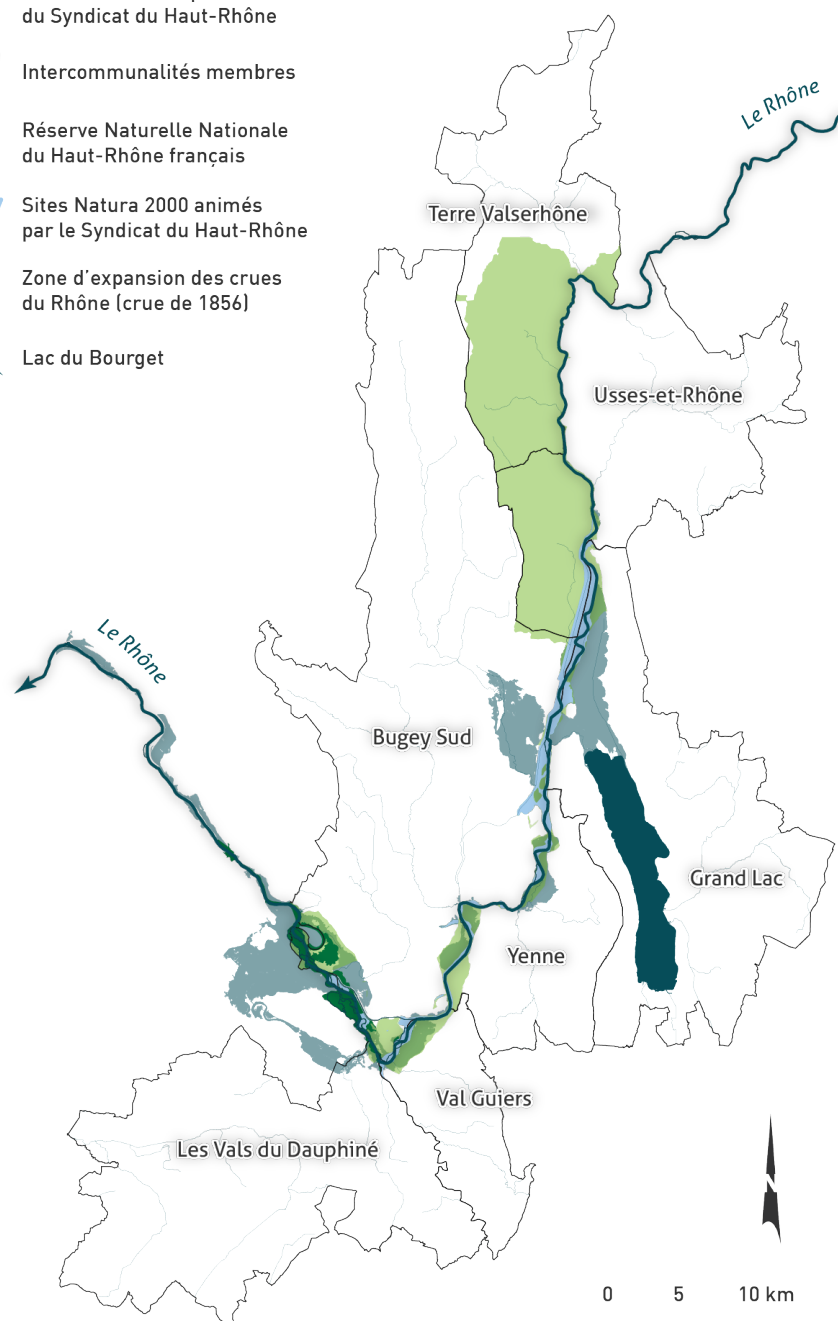 du Syndicat du Haut-Rhône
Intercommunalités membres
Réserve Naturelle Nationale
du Haut-Rhône français
Sites Natura 2000 animés
par le Syndicat du Haut-Rhône
Zone d'expansion des crues
du Rhône (crue de 1856)
Lac du Bourget
Le Rhône
Terre Valserhône
Usses-et-Rhône
Le Rhône
Bugey Sud
Grand Lac
Yenne
Val Guiers
Les Vals du Dauphiné
N
0 5 10 km